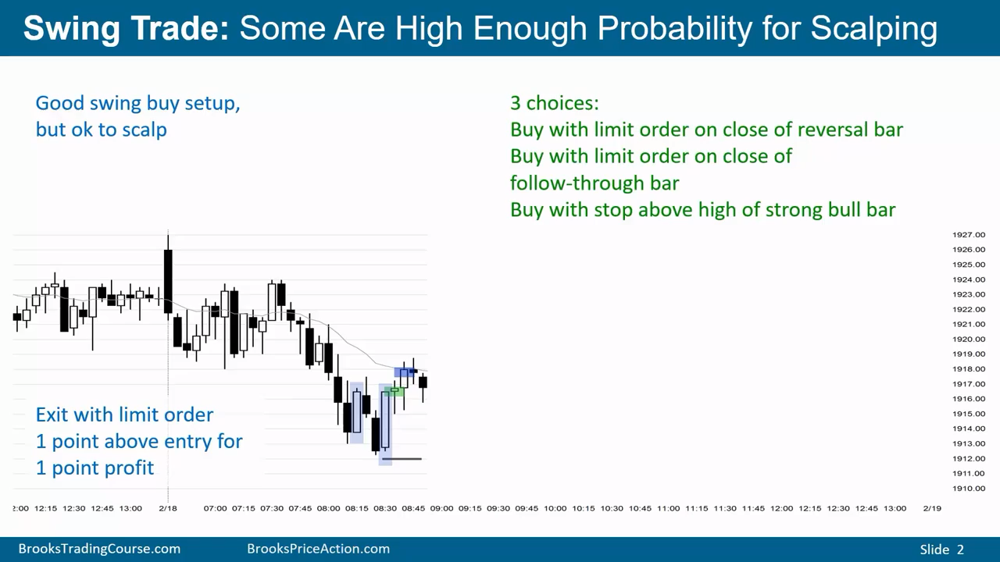 Swing Trade: Some Are High Enough Probability for Scalping
Good swing buy setup,
but ok to scalp
3 choices:
Buy with limit order on close of reversal bar
Buy with limit order on close of
follow-through bar
Buy with stop above high of strong bull bar
Exit with limit order
1 point above entry for
1 point profit
1927.00
1926.00
1925.00
1924.00
1923.00
1922.00
1921.00
1920.00
1919.00
1918.00
1917.00
1916.00
1915.00
1914.00
1913.00
1912.00
1911.00
1910.00
2:00 12:15 12:30 12:45 13:00 2/18 07:00 07:15 07:30 07:45 08:00 08:15 08:30 08:45 09:00 09:15 09:30 09:45 10:00 10:15 10:30 10:45 11:00 11:15 11:30 11:45 12:00 12:15 12:30 12:45 13:00 2/19
BrooksTradingCourse.com BrooksPriceAction.com Slide 2